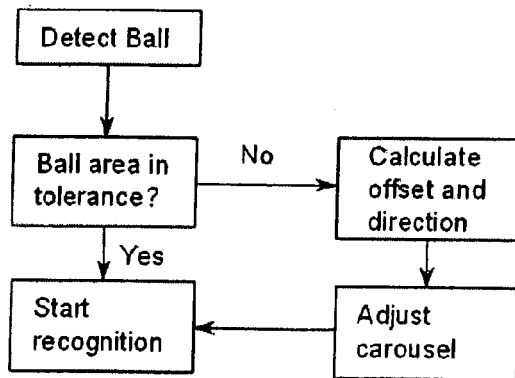 Detect Ball
Ball area in
tolerance?
No
Calculate
offset and
direction
Yes
Start
recognition
Adjust
carousel